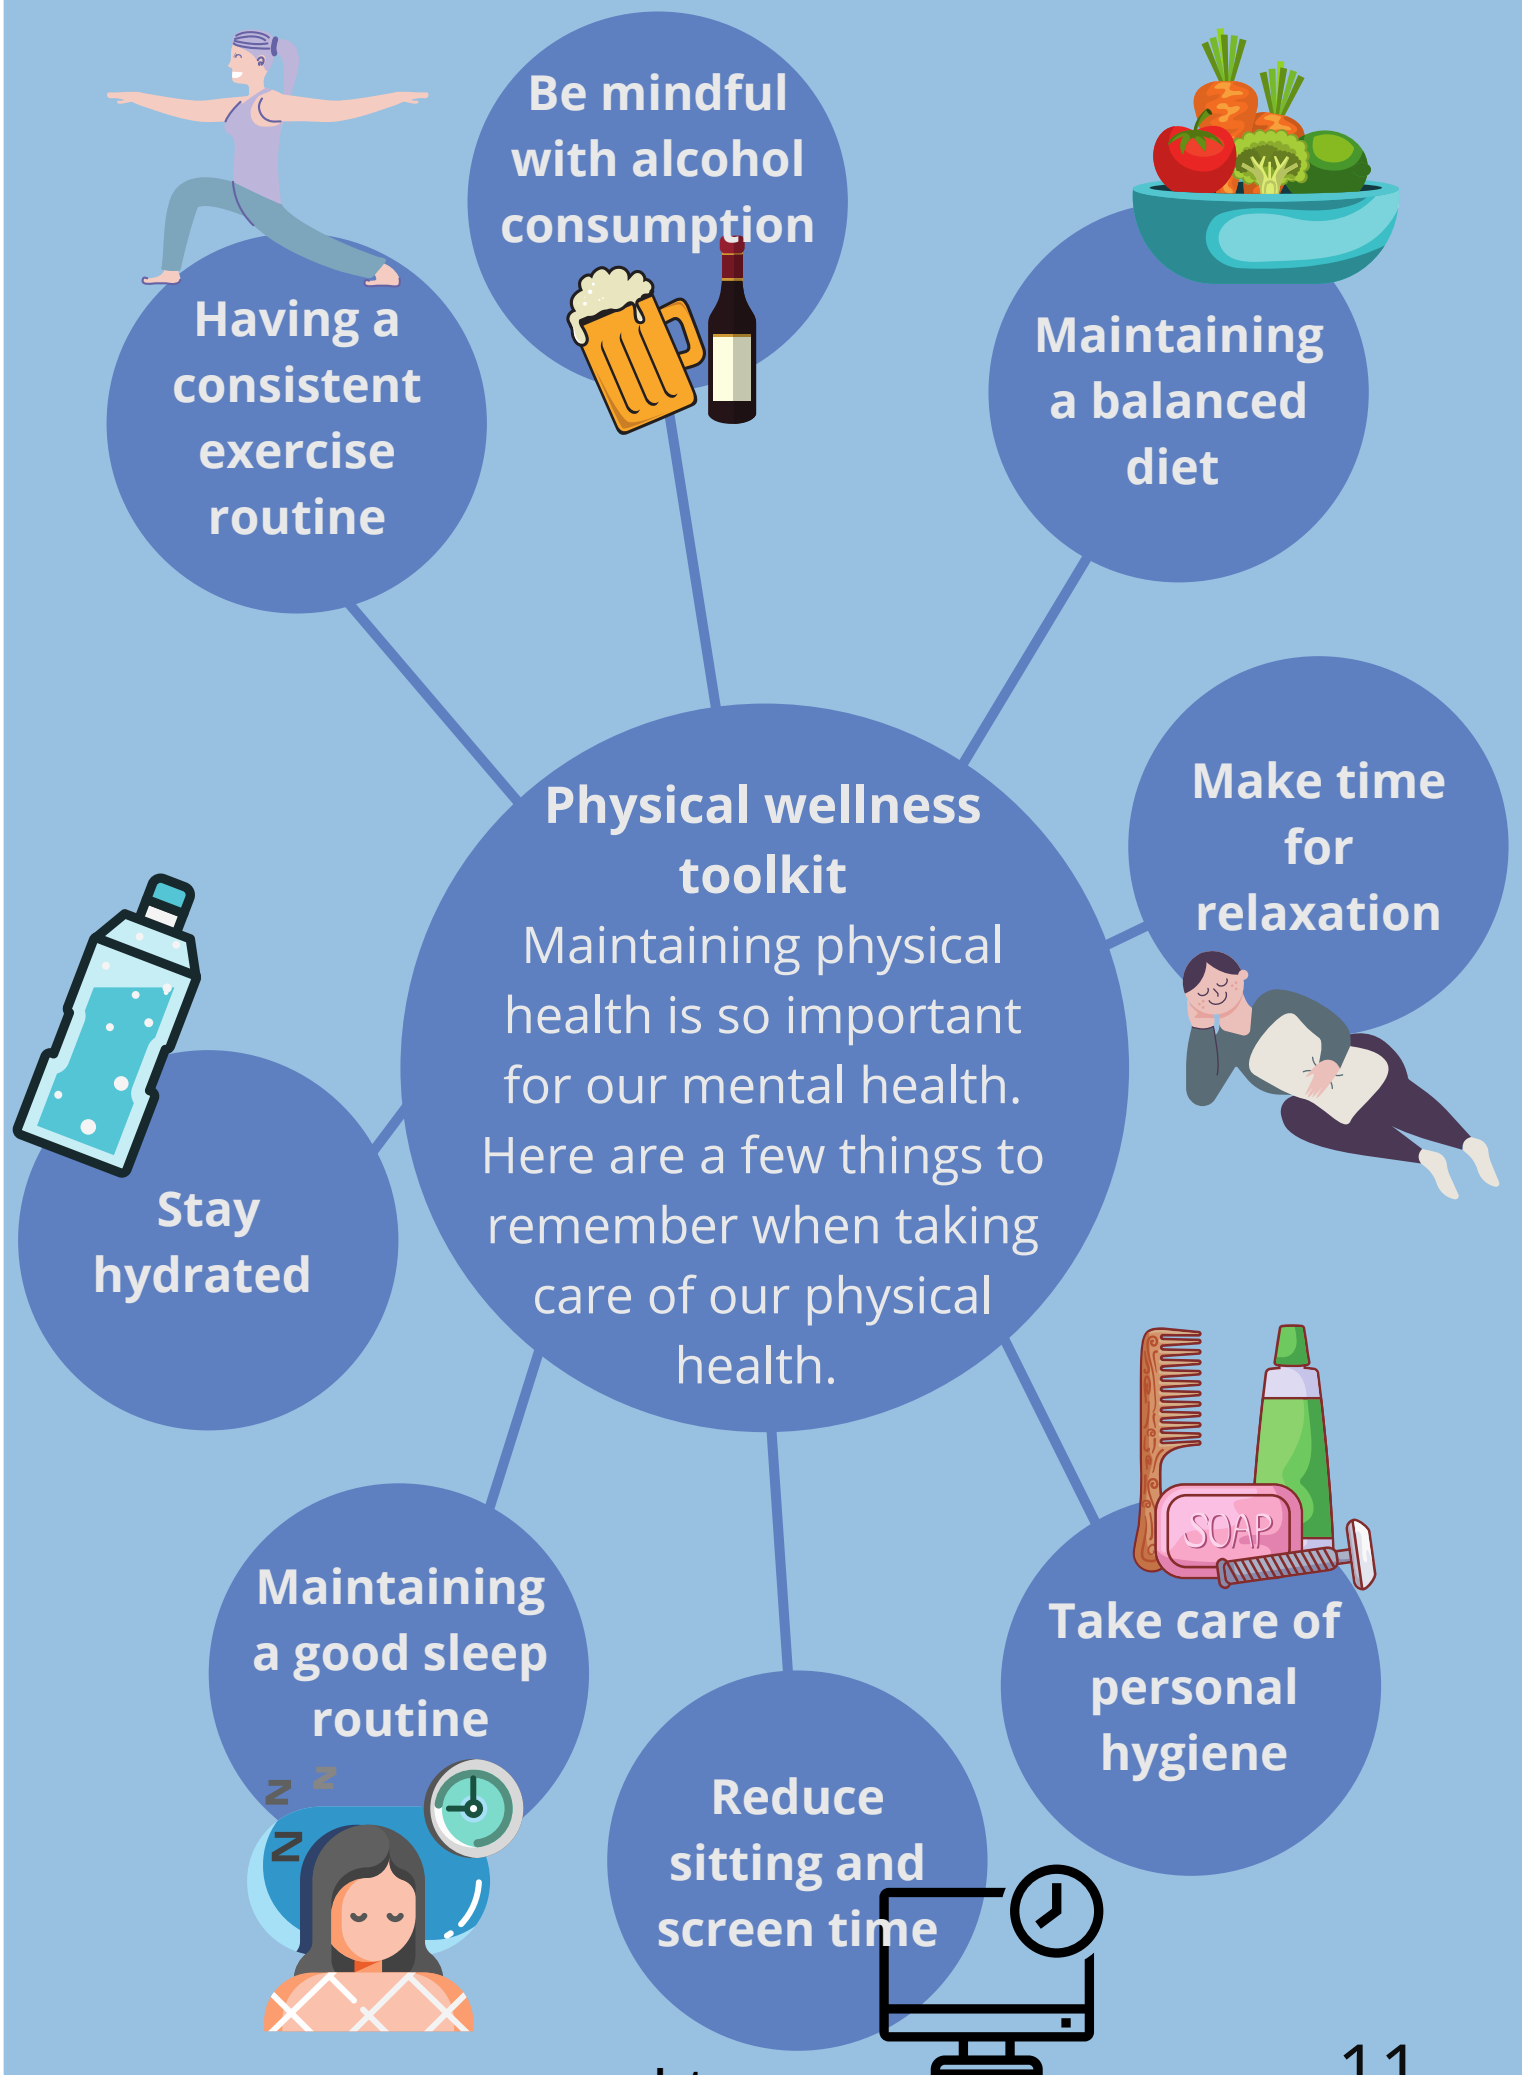 Be mindful
with alcohol
consumption
Having a
consistent
exercise
routine
Maintaining
a balanced
diet
Make time
for
relaxation
Physical wellness
toolkit
Maintaining physical
health is so important
for our mental health.
Here are a few things to
remember when taking
care of our physical
health.
Stay
hydrated
SOAP
Take care of
personal
hygiene
Maintaining
a good sleep
routine
z
z
N
Reduce
sitting and
screen time
11